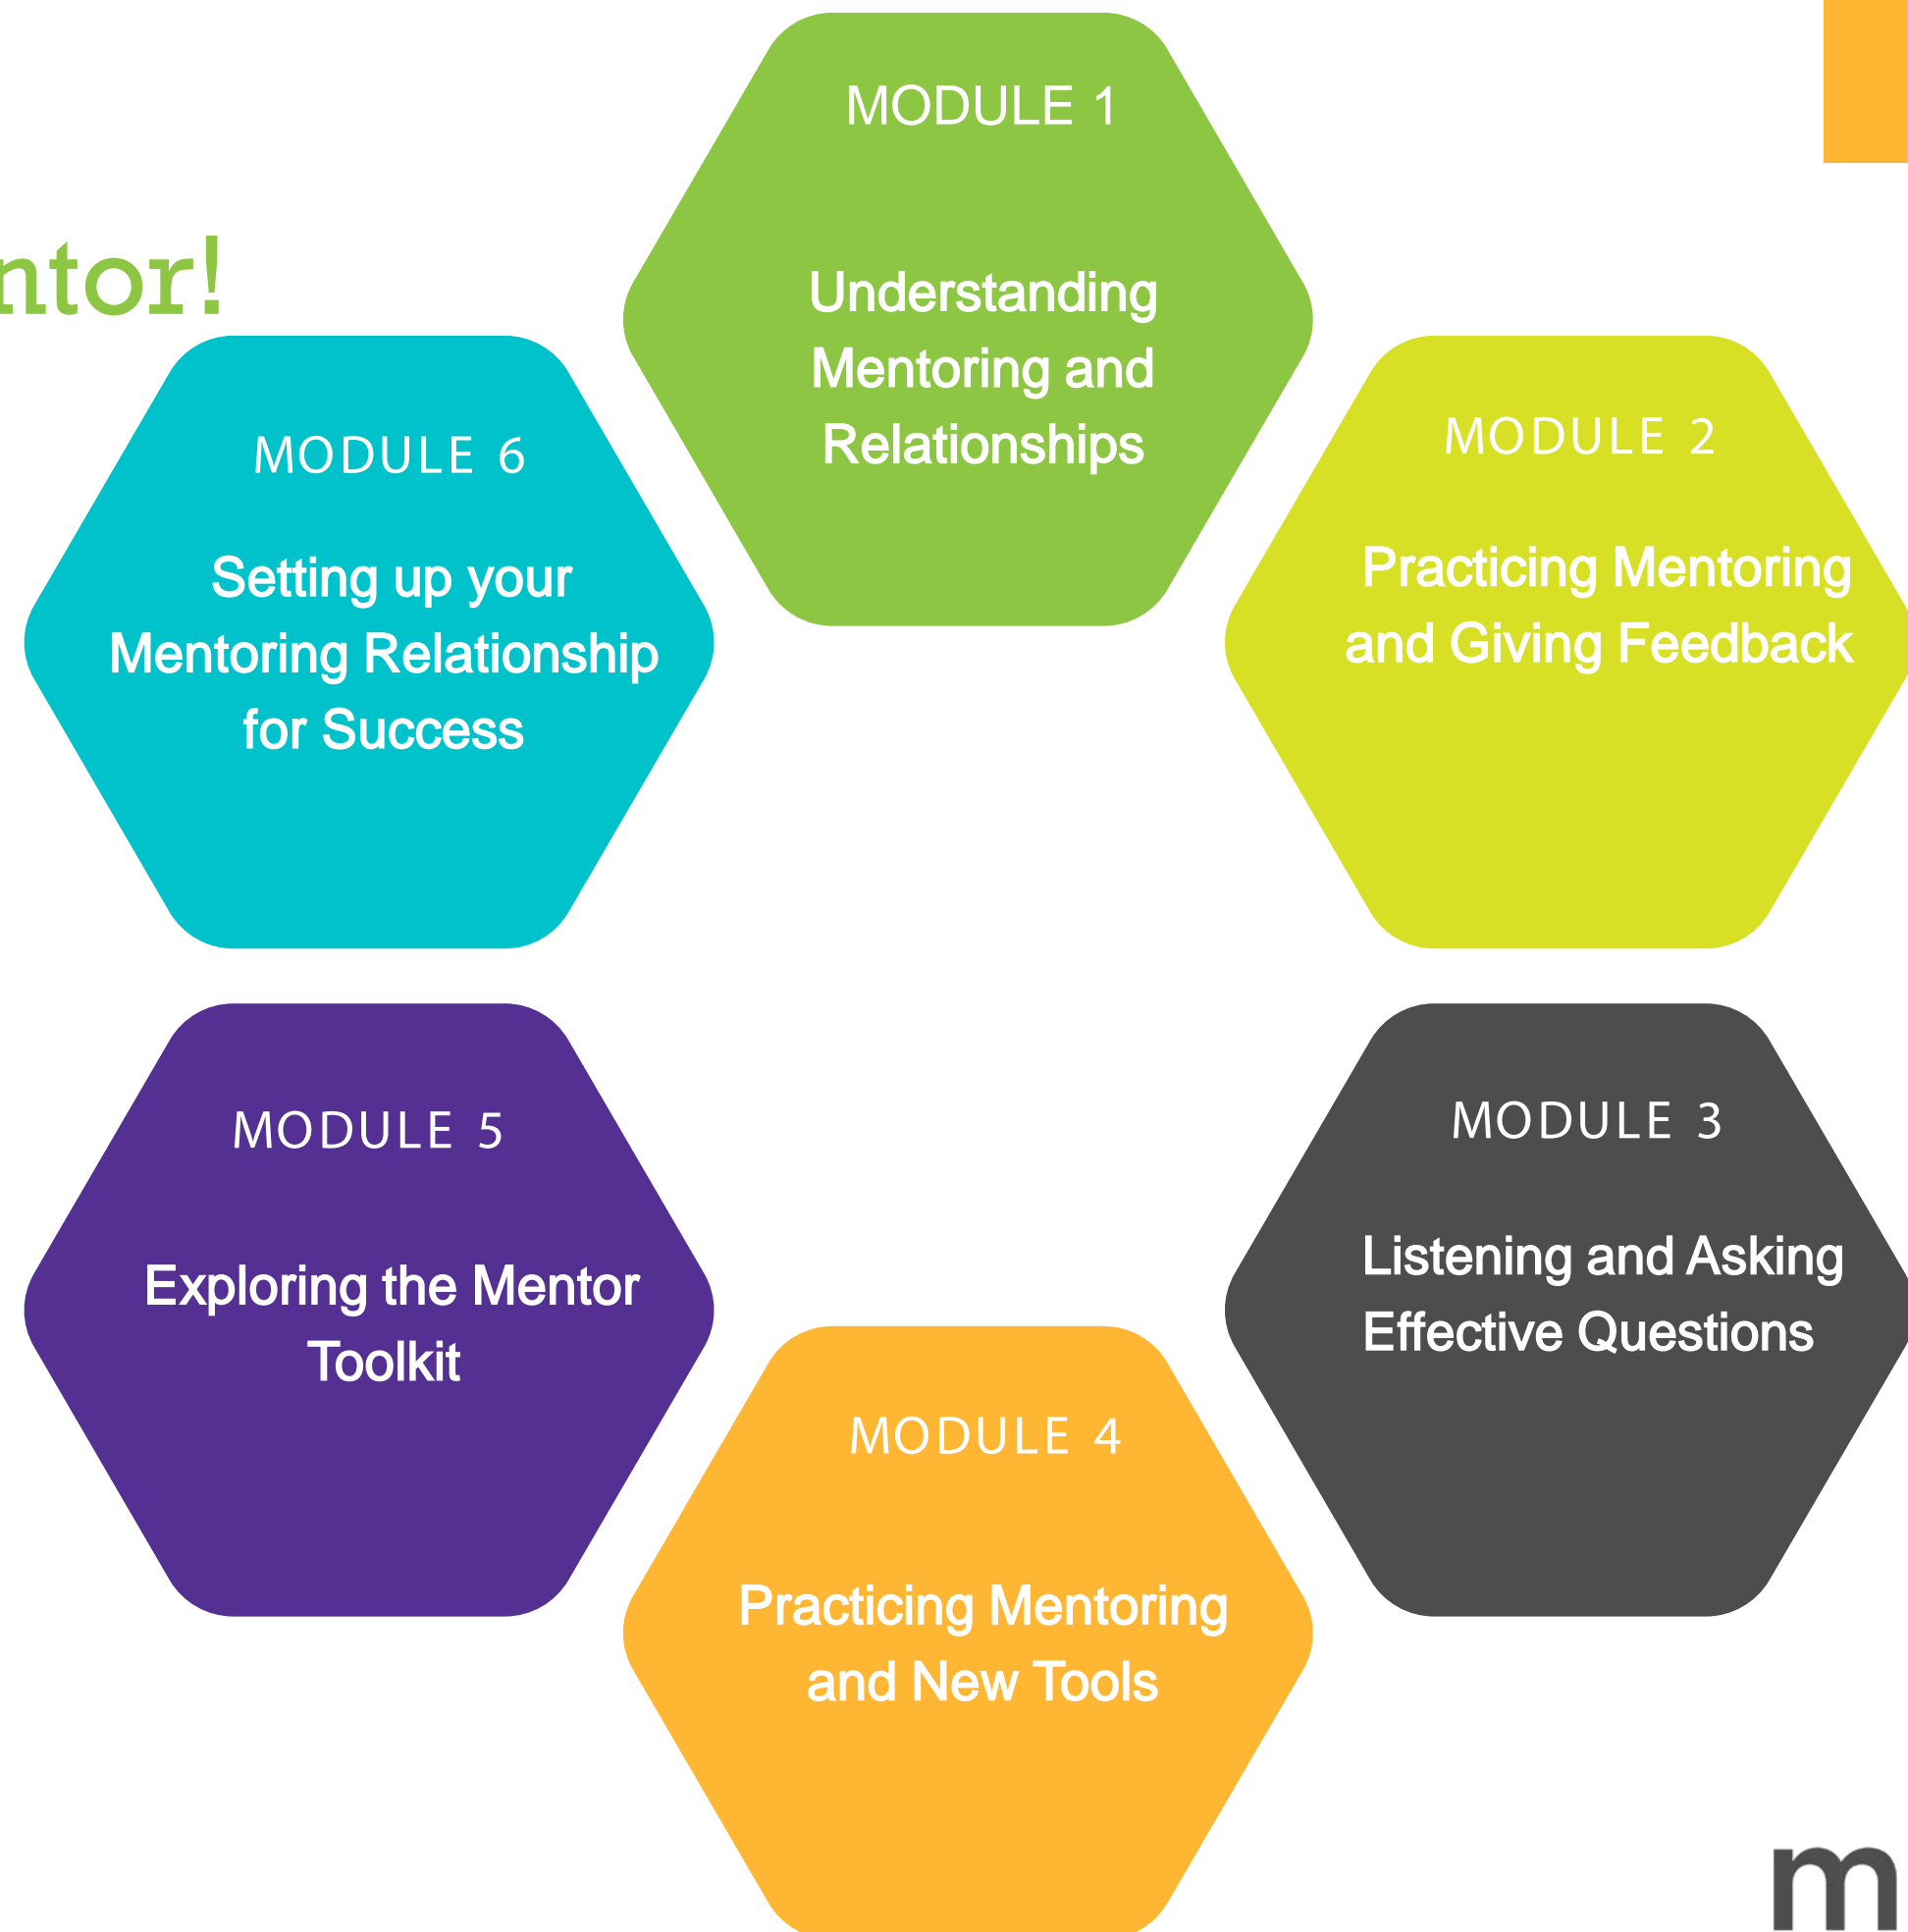 ntor!
MODULE 1
Understanding
Mentoring and
Relationships
MODULE 2
Practicing Mentoring
and Giving Feedback
MODULE 3
Listening and Asking
Effective Questions
MODULE 4
Practicing Mentoring
and New Tools
MODULE 5
Exploring the Mentor
Toolkit
MODULE 6
Setting up your
Mentoring Relationship
for Success
m